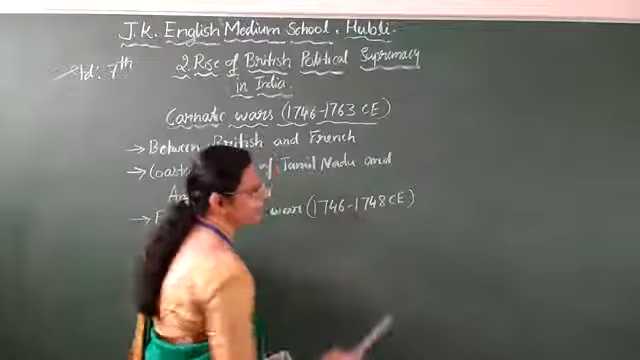 J.K. English Medium School, Hubli.
Std: 7th
2. Rise of British Political Supremacy
in India.
Carnatic wars (1746-1763 CE)
→ Between British and French
→ Coastal of Tamil Nadu and
→ war (1746-1748 CE)